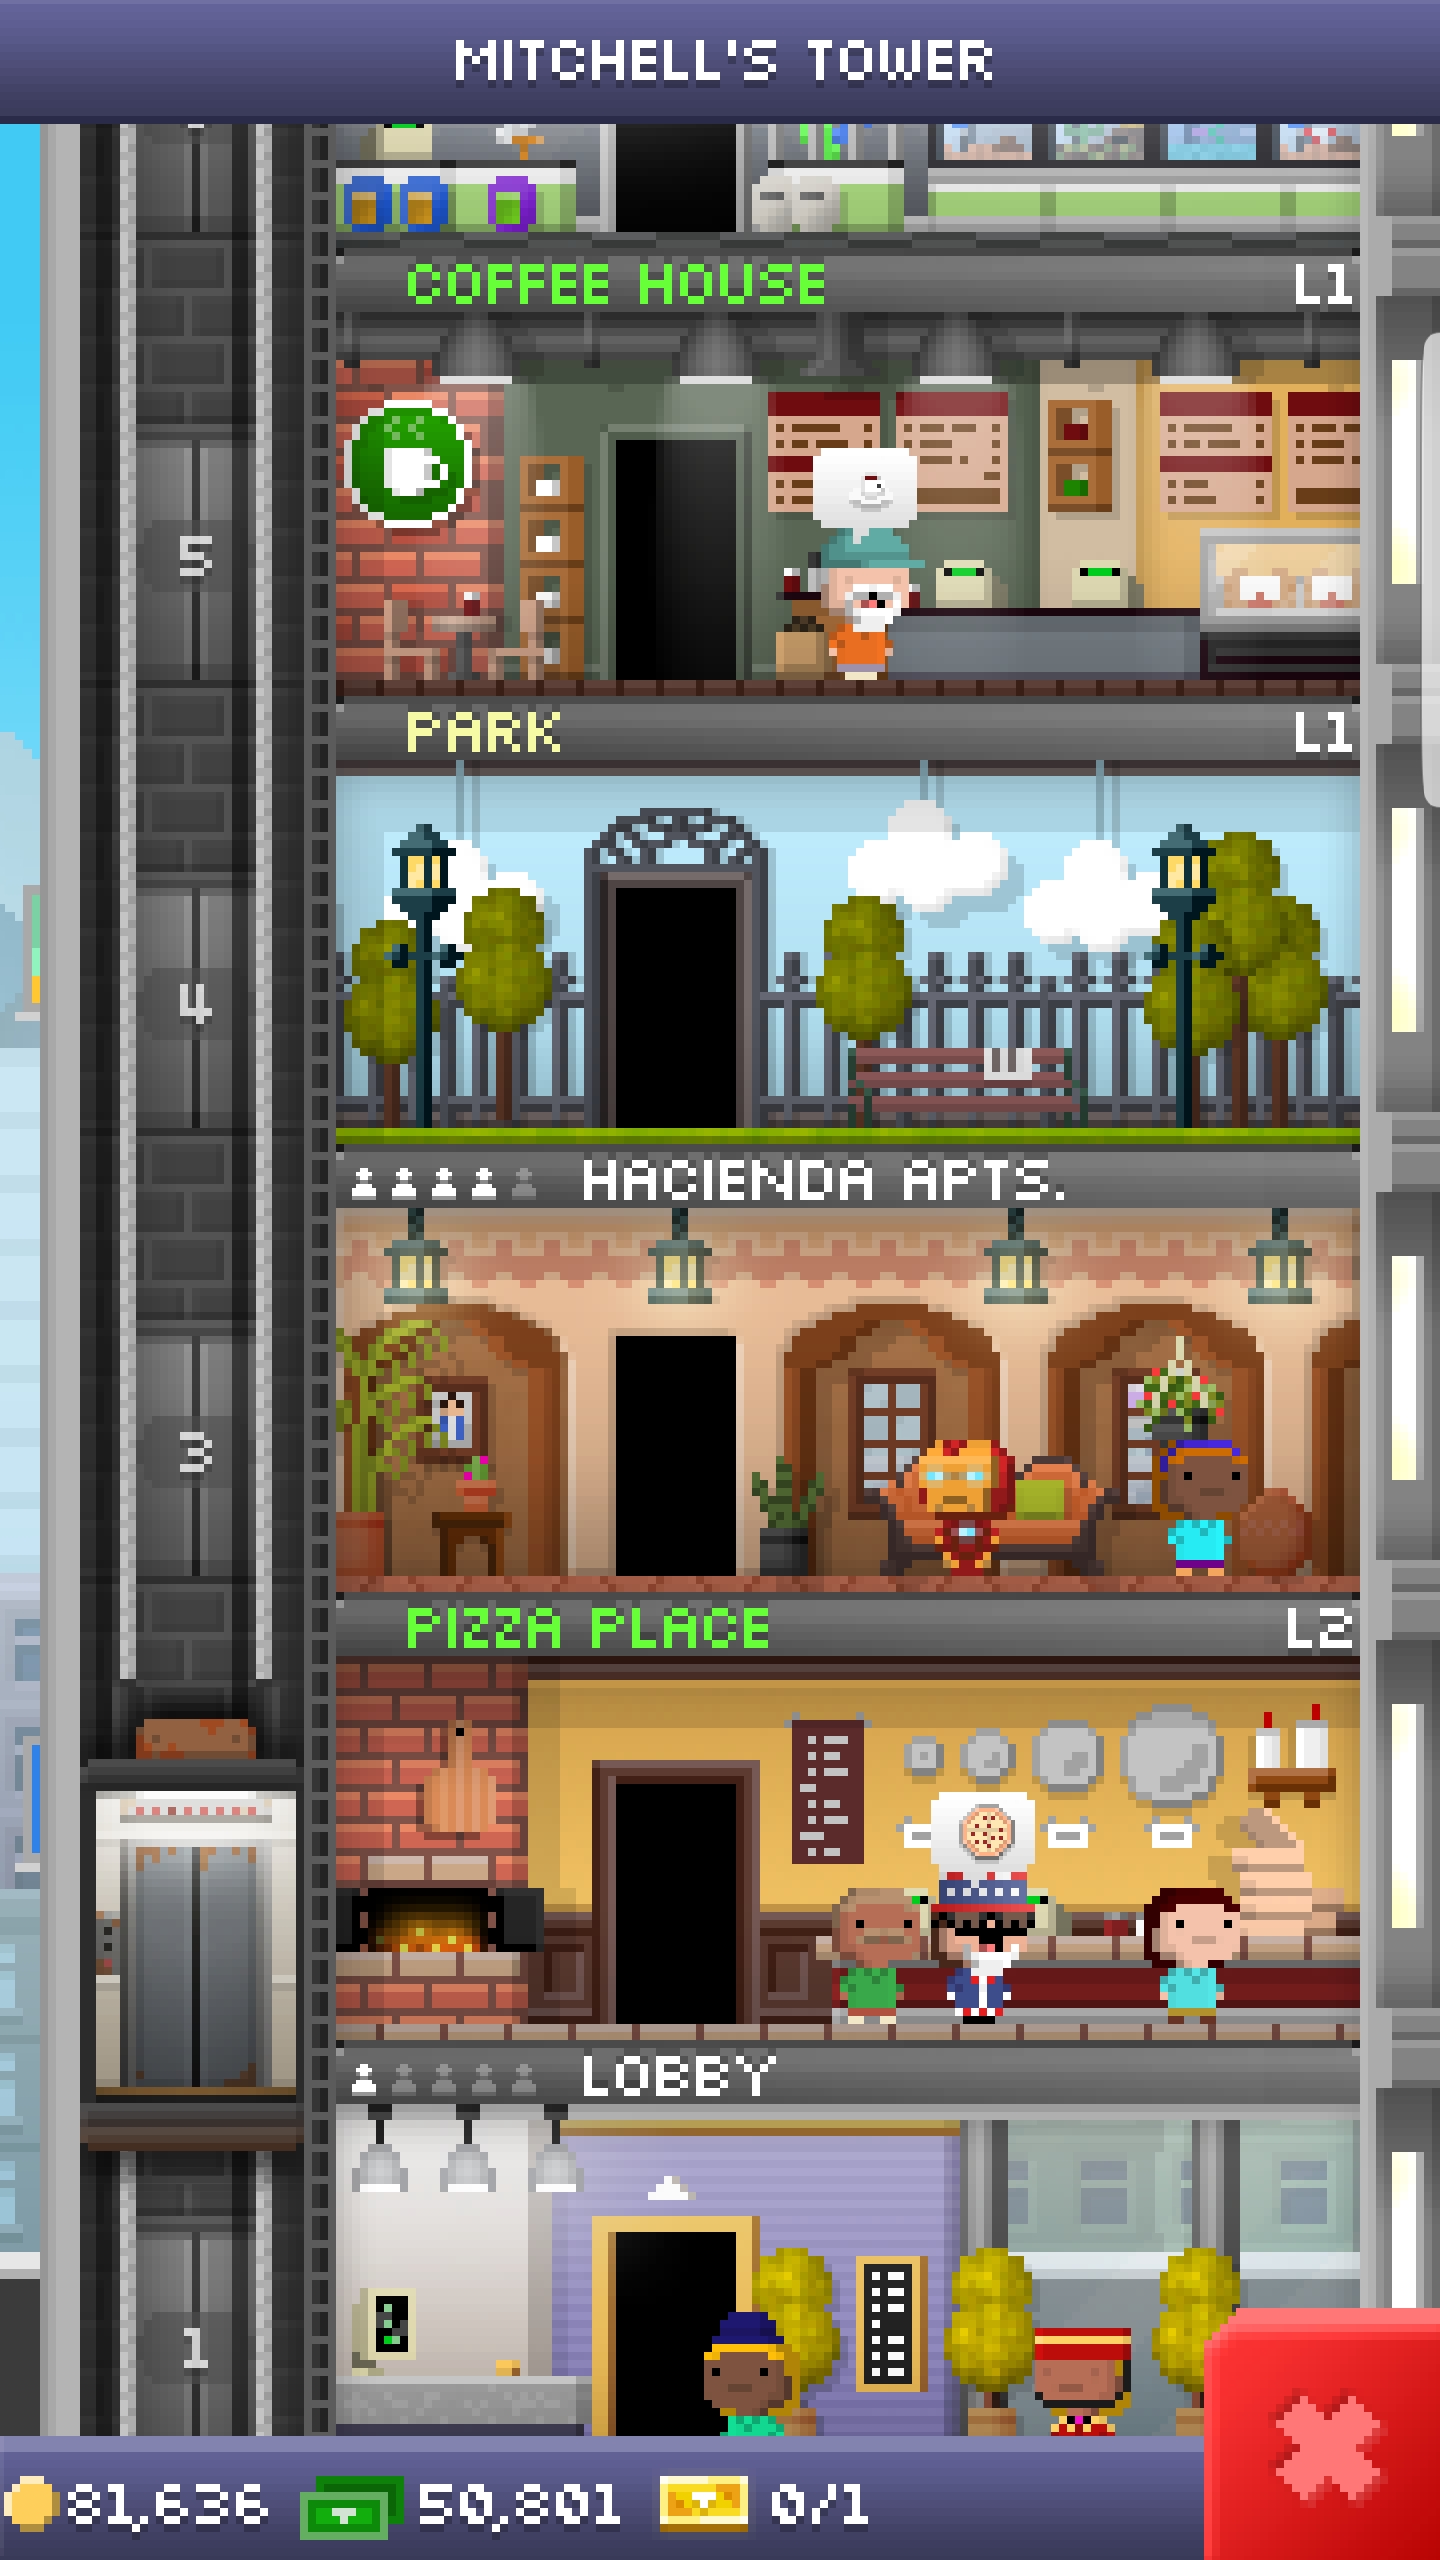 MITCHELL'S TOWER
COFFEE HOUSE L1
5
PARK L1
4
HACIENDA APTS.
3
PIZZA PLACE L2
LOBBY
1
81,636 50,801 0/1